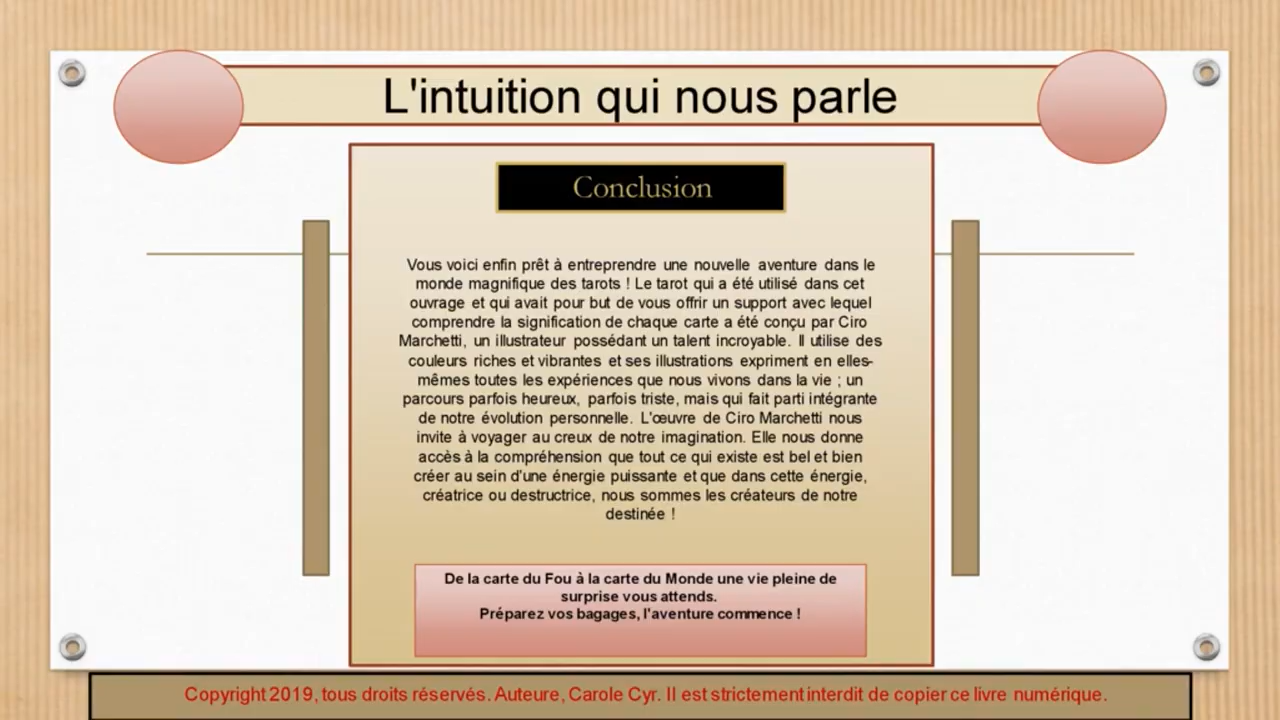 L'intuition qui nous parle
Conclusion
Vous voici enfin prêt à entreprendre une nouvelle aventure dans le
monde magnifique des tarots ! Le tarot qui a été utilisé dans cet
ouvrage et qui avait pour but de vous offrir un support avec lequel
comprendre la signification de chaque carte a été conçu par Ciro
Marchetti, un illustrateur possédant un talent incroyable. Il utilise des
couleurs riches et vibrantes et ses illustrations expriment en elles-
mêmes toutes les expériences que nous vivons dans la vie ; un
parcours parfois heureux, parfois triste, mais qui fait parti intégrante
de notre évolution personnelle. L'œuvre de Ciro Marchetti nous
invite à voyager au creux de notre imagination. Elle nous donne
accès à la compréhension que tout ce qui existe est bel et bien
créer au sein d'une énergie puissante et que dans cette énergie,
créatrice ou destructrice, nous sommes les créateurs de notre
destinée !
De la carte du Fou à la carte du Monde une vie pleine de
surprise vous attends.
Préparez vos bagages, l'aventure commence !
Copyright 2019, tous droits réservés. Auteure, Carole Cyr. Il est strictement interdit de copier ce livre numérique.